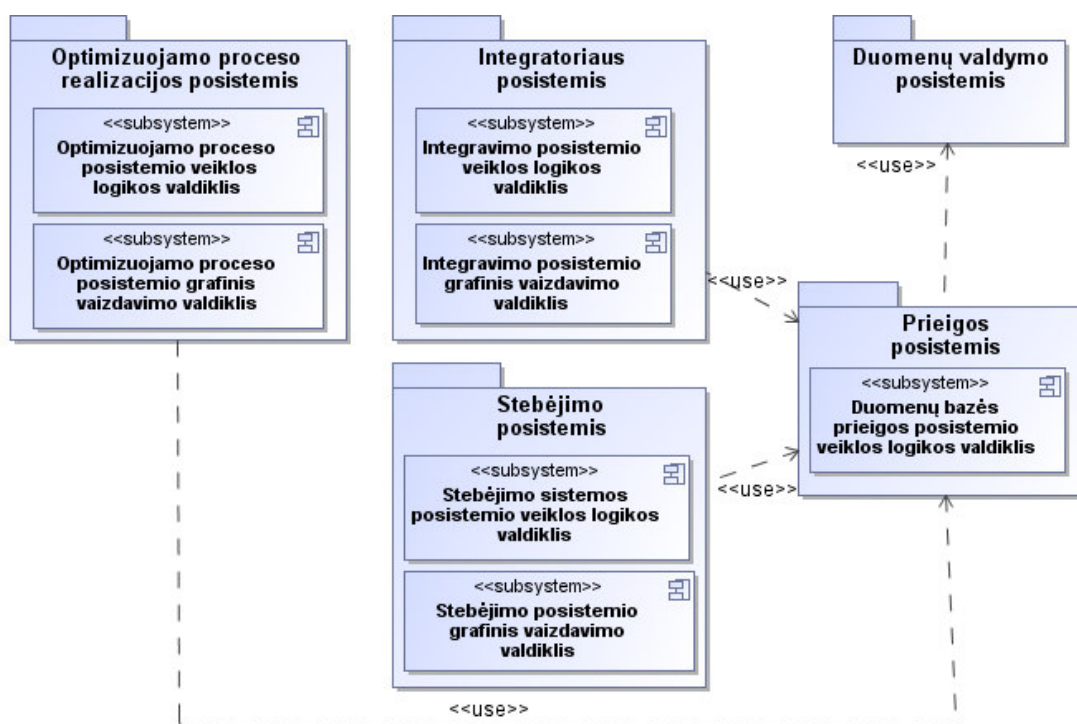 Optimizuojamo proceso
realizacijos posistemis
<<subsystem>>
Optimizuojamo proceso
posistemio veiklos
logikos valdiklis
<<subsystem>>
Optimizuojamo proceso
posistemio grafinis
vaizdavimo valdiklis
Integratoriaus
posistemis
<<subsystem>>
Integravimo posistemio
veiklos logikos
valdiklis
<<subsystem>>
Integravimo posistemio
grafinis vaizdavimo
valdiklis
Duomenų valdymo
posistemis
<<use>>
<<use>>
Prieigos
posistemis
<<subsystem>>
Duomenų bazės
prieigos posistemio
veiklos logikos valdiklis
Stebėjimo
posistemis
<<subsystem>>
Stebėjimo sistemos
posistemio veiklos logikos
valdiklis
<<subsystem>>
Stebėjimo posistemio
grafinis vaizdavimo
valdiklis
<<use>>
<<use>>